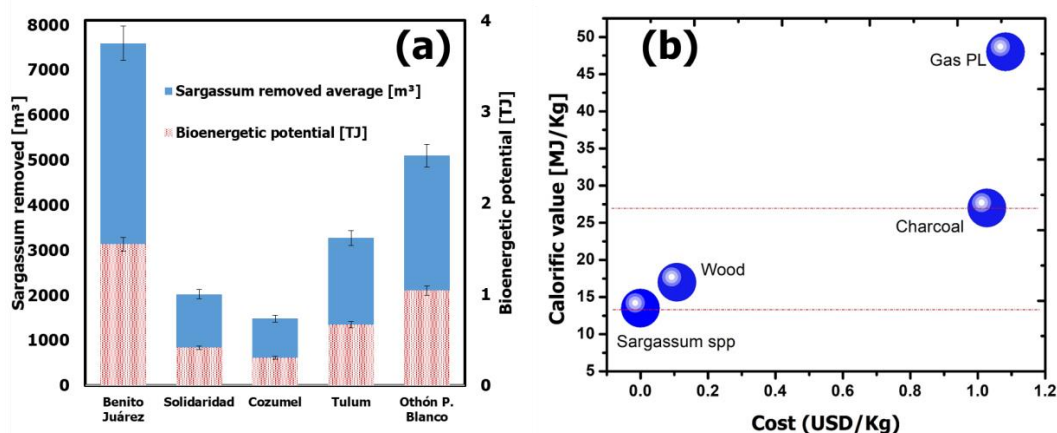 (a)
Sargassum removed [m³]
8000
7000
6000
5000
4000
3000
2000
1000
0
Sargassum removed average [m³]
Bioenergetic potential [TJ]
4
3
2
1
0
Bioenergetic potential [TJ]
Benito
Juárez
Solidaridad
Cozumel
Tulum
Othón P.
Blanco
(b)
Calorific value [MJ/Kg]
50
45
40
35
30
25
20
15
10
5
Gas PL
Charcoal
Wood
Sargassum spp
0.0
0.2
0.4
0.6
0.8
1.0
1.2
Cost (USD/Kg)